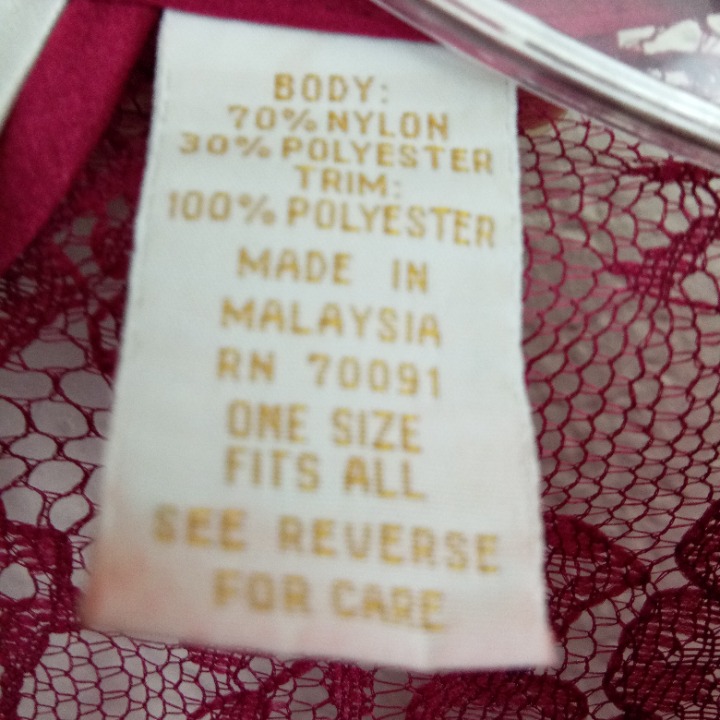 BODY:
70% NYLON
30% POLYESTER
TRIM:
100% POLYESTER
MADE IN
MALAYSIA
RN 70091
ONE SIZE
FITS ALL
SEE REVERSE
FOR CARE